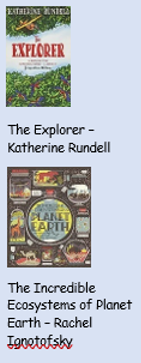 KATHERINE RUNDELL
The
EXPLORER
The Explorer –
Katherine Rundell
PLANET
EARTH
The Incredible
Ecosystems of Planet
Earth – Rachel
Ignotofsky